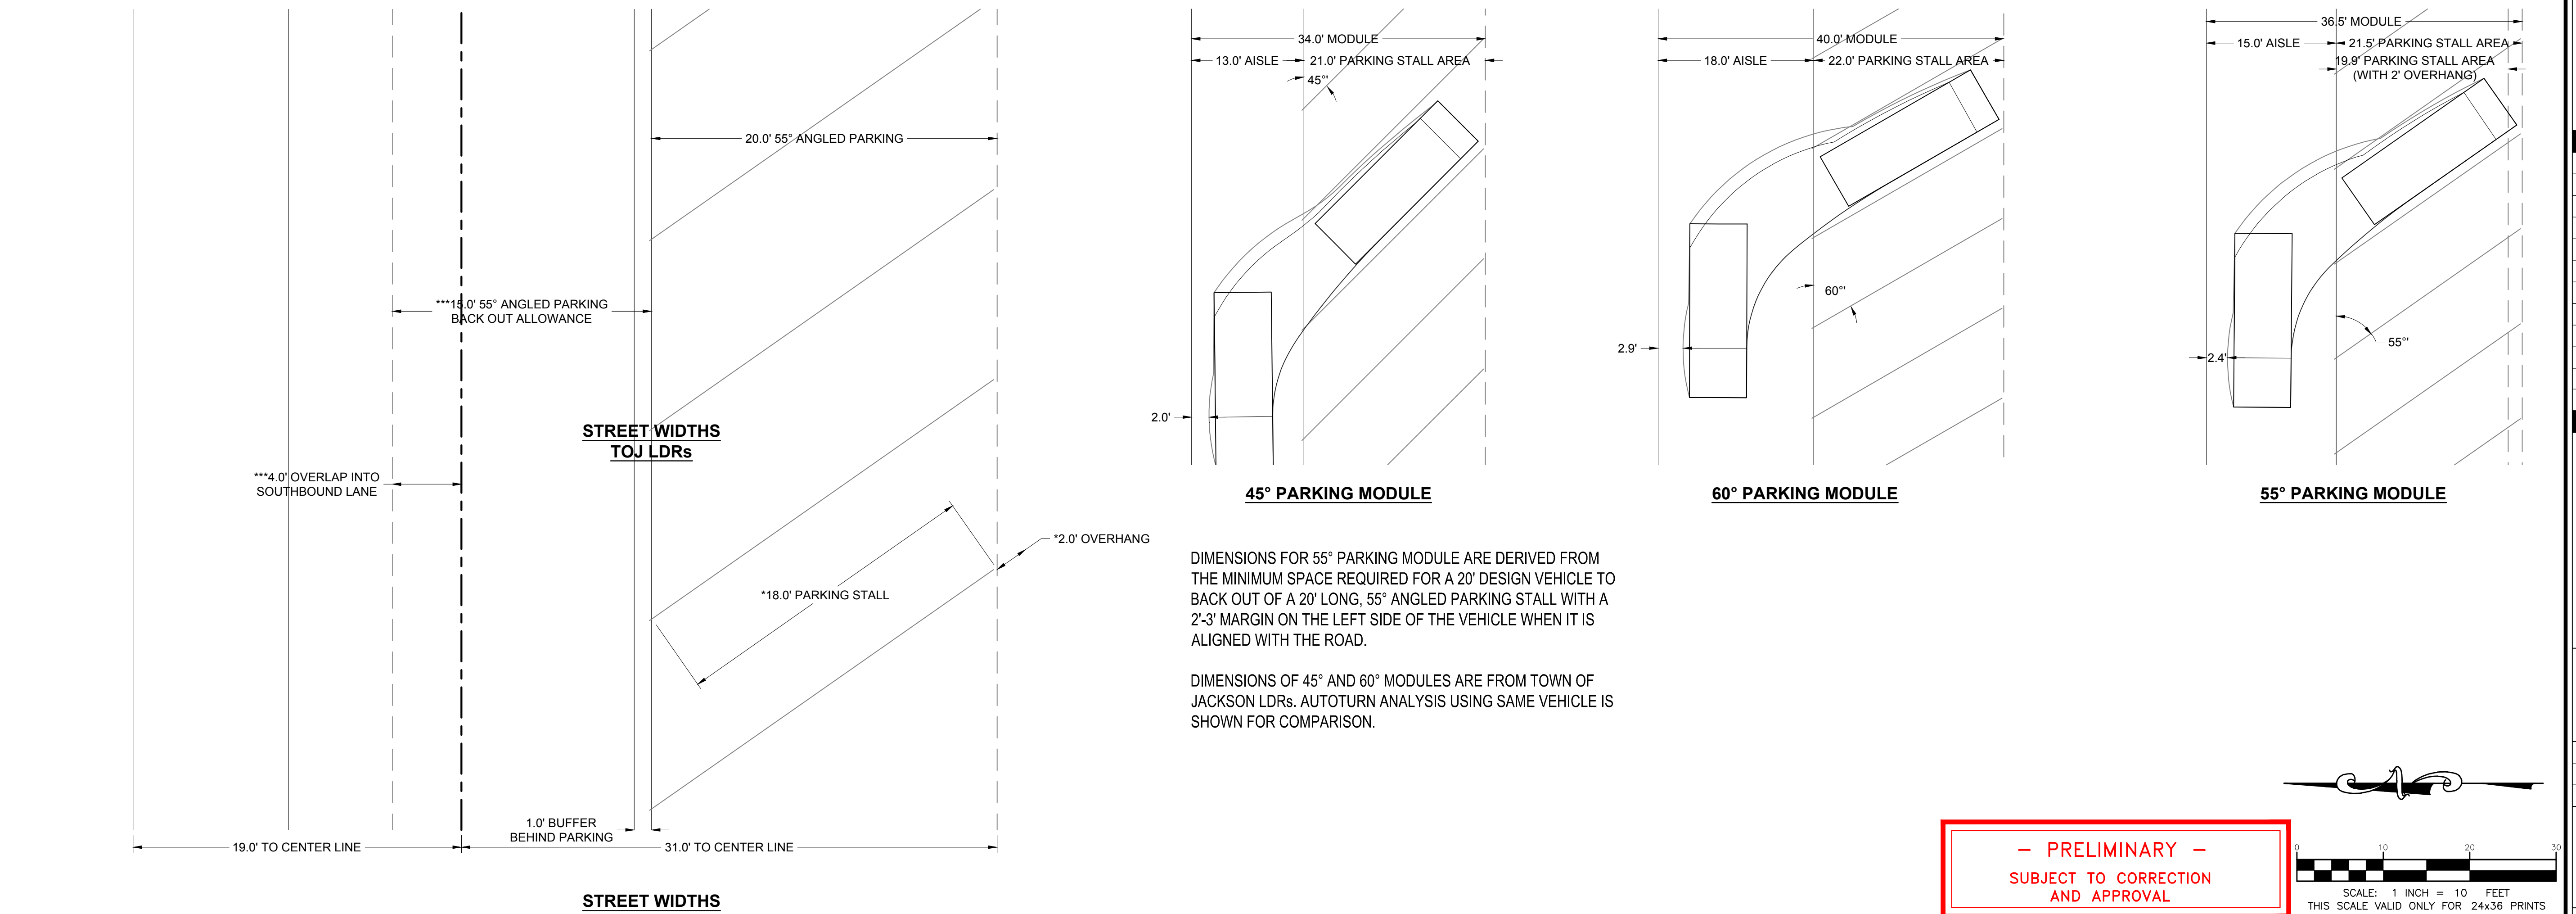 20.0' 55° ANGLED PARKING
***15.0' 55° ANGLED PARKING
BACK OUT ALLOWANCE
STREET WIDTHS
TOJ LDRs
***4.0' OVERLAP INTO
SOUTHBOUND LANE
*2.0' OVERHANG
*18.0' PARKING STALL
1.0' BUFFER
BEHIND PARKING
19.0' TO CENTER LINE
31.0' TO CENTER LINE
STREET WIDTHS
34.0' MODULE
13.0' AISLE
21.0' PARKING STALL AREA
45°'
2.0'
45° PARKING MODULE
40.0' MODULE
18.0' AISLE
22.0' PARKING STALL AREA
60°'
2.9'
60° PARKING MODULE
36.5' MODULE
15.0' AISLE
21.5' PARKING STALL AREA
19.9' PARKING STALL AREA
(WITH 2' OVERHANG)
55°'
2.4'
55° PARKING MODULE
DIMENSIONS FOR 55° PARKING MODULE ARE DERIVED FROM
THE MINIMUM SPACE REQUIRED FOR A 20' DESIGN VEHICLE TO
BACK OUT OF A 20' LONG, 55° ANGLED PARKING STALL WITH A
2'-3' MARGIN ON THE LEFT SIDE OF THE VEHICLE WHEN IT IS
ALIGNED WITH THE ROAD.
DIMENSIONS OF 45° AND 60° MODULES ARE FROM TOWN OF
JACKSON LDRs. AUTOTURN ANALYSIS USING SAME VEHICLE IS
SHOWN FOR COMPARISON.
N
– PRELIMINARY –
SUBJECT TO CORRECTION
AND APPROVAL
0 10 20 30
SCALE: 1 INCH = 10 FEET
THIS SCALE VALID ONLY FOR 24x36 PRINTS